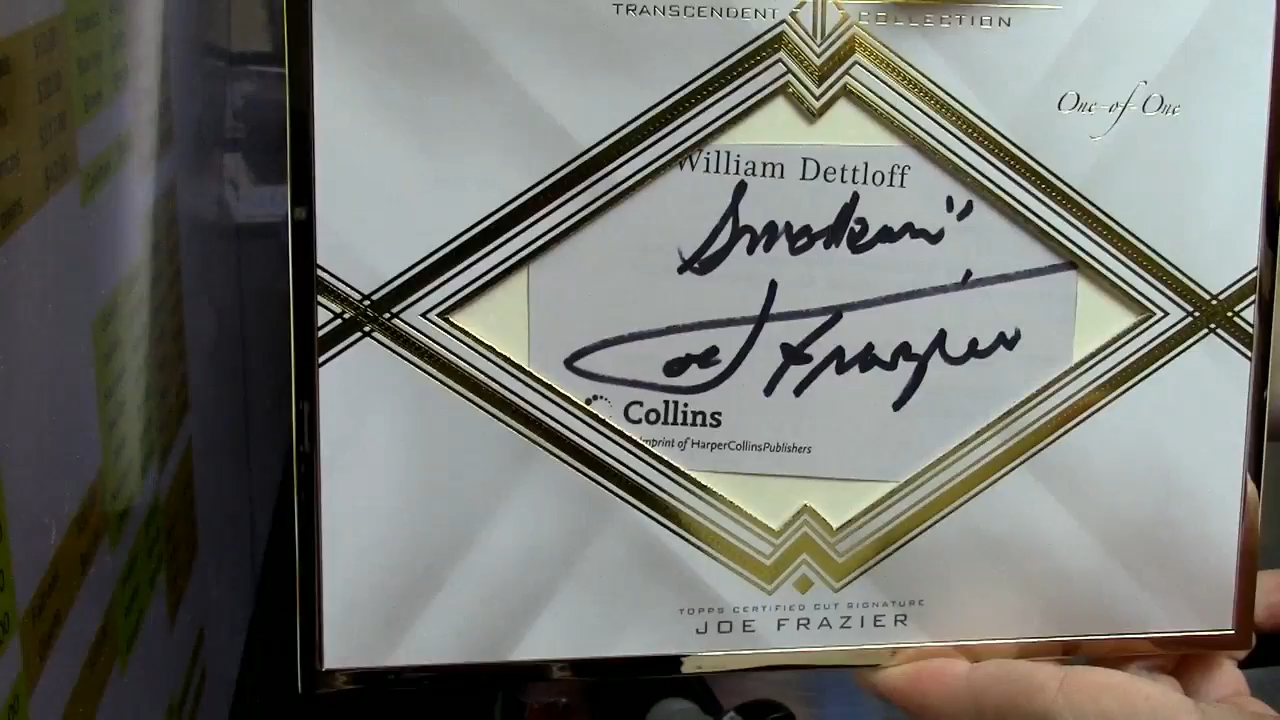 TRANSCENDENT COLLECTION
One-of-One
William Dettloff
Smokin"
Joe Frazier
Collins
imprint of HarperCollinsPublishers
TOPPS CERTIFIED CUT SIGNATURE
JOE FRAZIER